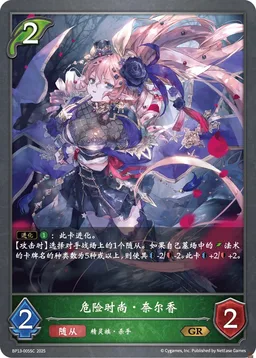 2
进化 1 : 此卡进化。
【攻击时】选择对手战场上的1个随从。如果自己墓场中的 法术
的卡牌名的种类数为5种或以上,则使其 -2/ -2。此卡 +2/ +2。
危险时尚·奈尔香
2
随从
精灵族·杀手
GR
2
EP13-005SC 2025
© Cygames, Inc. Published by NetEase Games